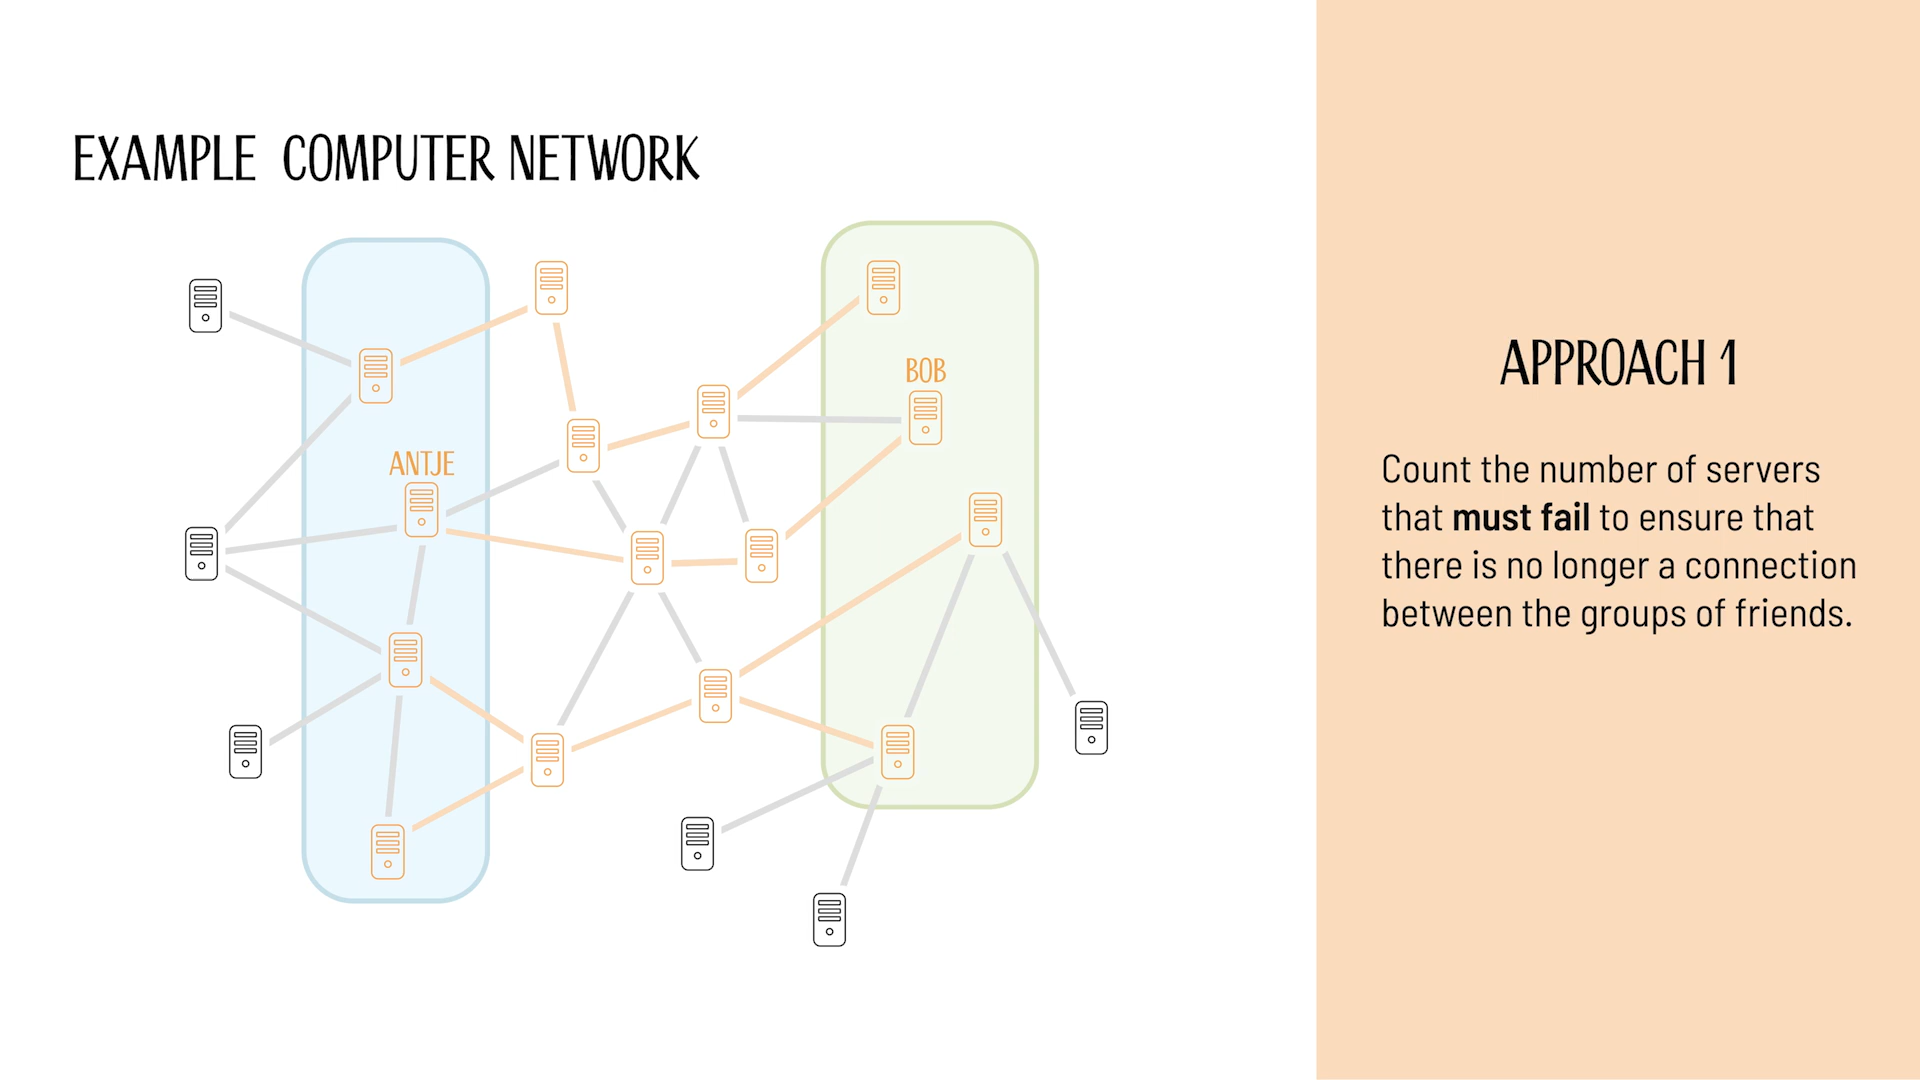 EXAMPLE COMPUTER NETWORK
BOB
ANTJE
APPROACH 1
Count the number of servers
that must fail to ensure that
there is no longer a connection
between the groups of friends.